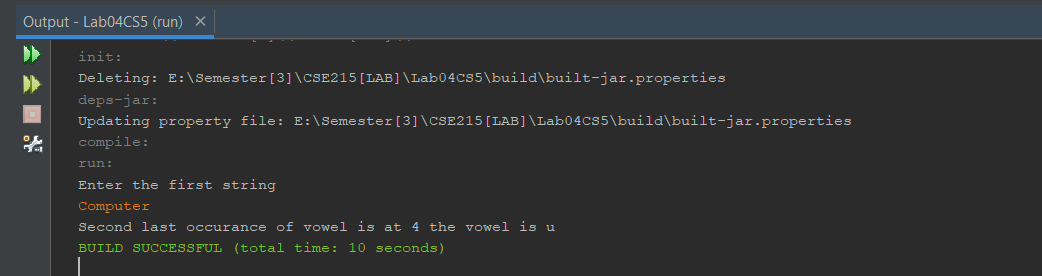 Output - Lab04CS5 (run) ×
init:
Deleting: E:\Semester[3]\CSE215[LAB]\Lab04CS5\build\built-jar.properties
deps-jar:
Updating property file: E:\Semester[3]\CSE215[LAB]\Lab04CS5\build\built-jar.properties
compile:
run:
Enter the first string
Computer
Second last occurance of vowel is at 4 the vowel is u
BUILD SUCCESSFUL (total time: 10 seconds)